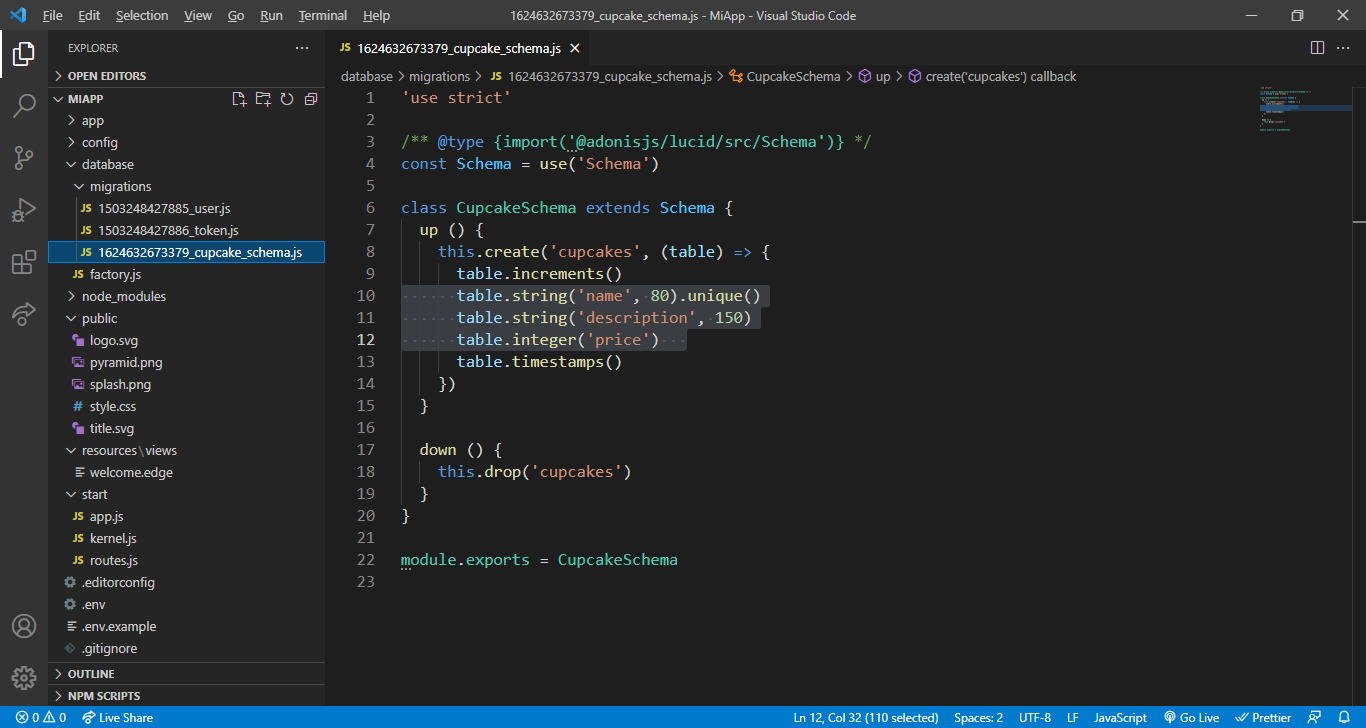 File Edit Selection View Go Run Terminal Help 1624632673379_cupcake_schema.js - MiApp - Visual Studio Code
EXPLORER
OPEN EDITORS
MIAPP
app
config
database
migrations
JS 1503248427885_user.js
JS 1503248427886_token.js
JS 1624632673379_cupcake_schema.js
JS factory.js
node_modules
public
logo.svg
pyramid.png
splash.png
# style.css
title.svg
resources\views
welcome.edge
start
JS app.js
JS kernel.js
JS routes.js
.editorconfig
.env
.env.example
.gitignore
OUTLINE
NPM SCRIPTS
JS 1624632673379_cupcake_schema.js
database > migrations > JS 1624632673379_cupcake_schema.js > CupcakeSchema > up > create('cupcakes') callback
1 'use strict'
2
3 /** @type {import('@adonisjs/lucid/src/Schema')} */
4 const Schema = use('Schema')
5
6 class CupcakeSchema extends Schema {
7 up () {
8 this.create('cupcakes', (table) => {
9 table.increments()
10 table.string('name', 80).unique()
11 table.string('description', 150)
12 table.integer('price')
13 table.timestamps()
14 })
15 }
16
17 down () {
18 this.drop('cupcakes')
19 }
20 }
21
22 module.exports = CupcakeSchema
23
0 0 Live Share Ln 12, Col 32 (110 selected) Spaces: 2 UTF-8 LF JavaScript Go Live Prettier